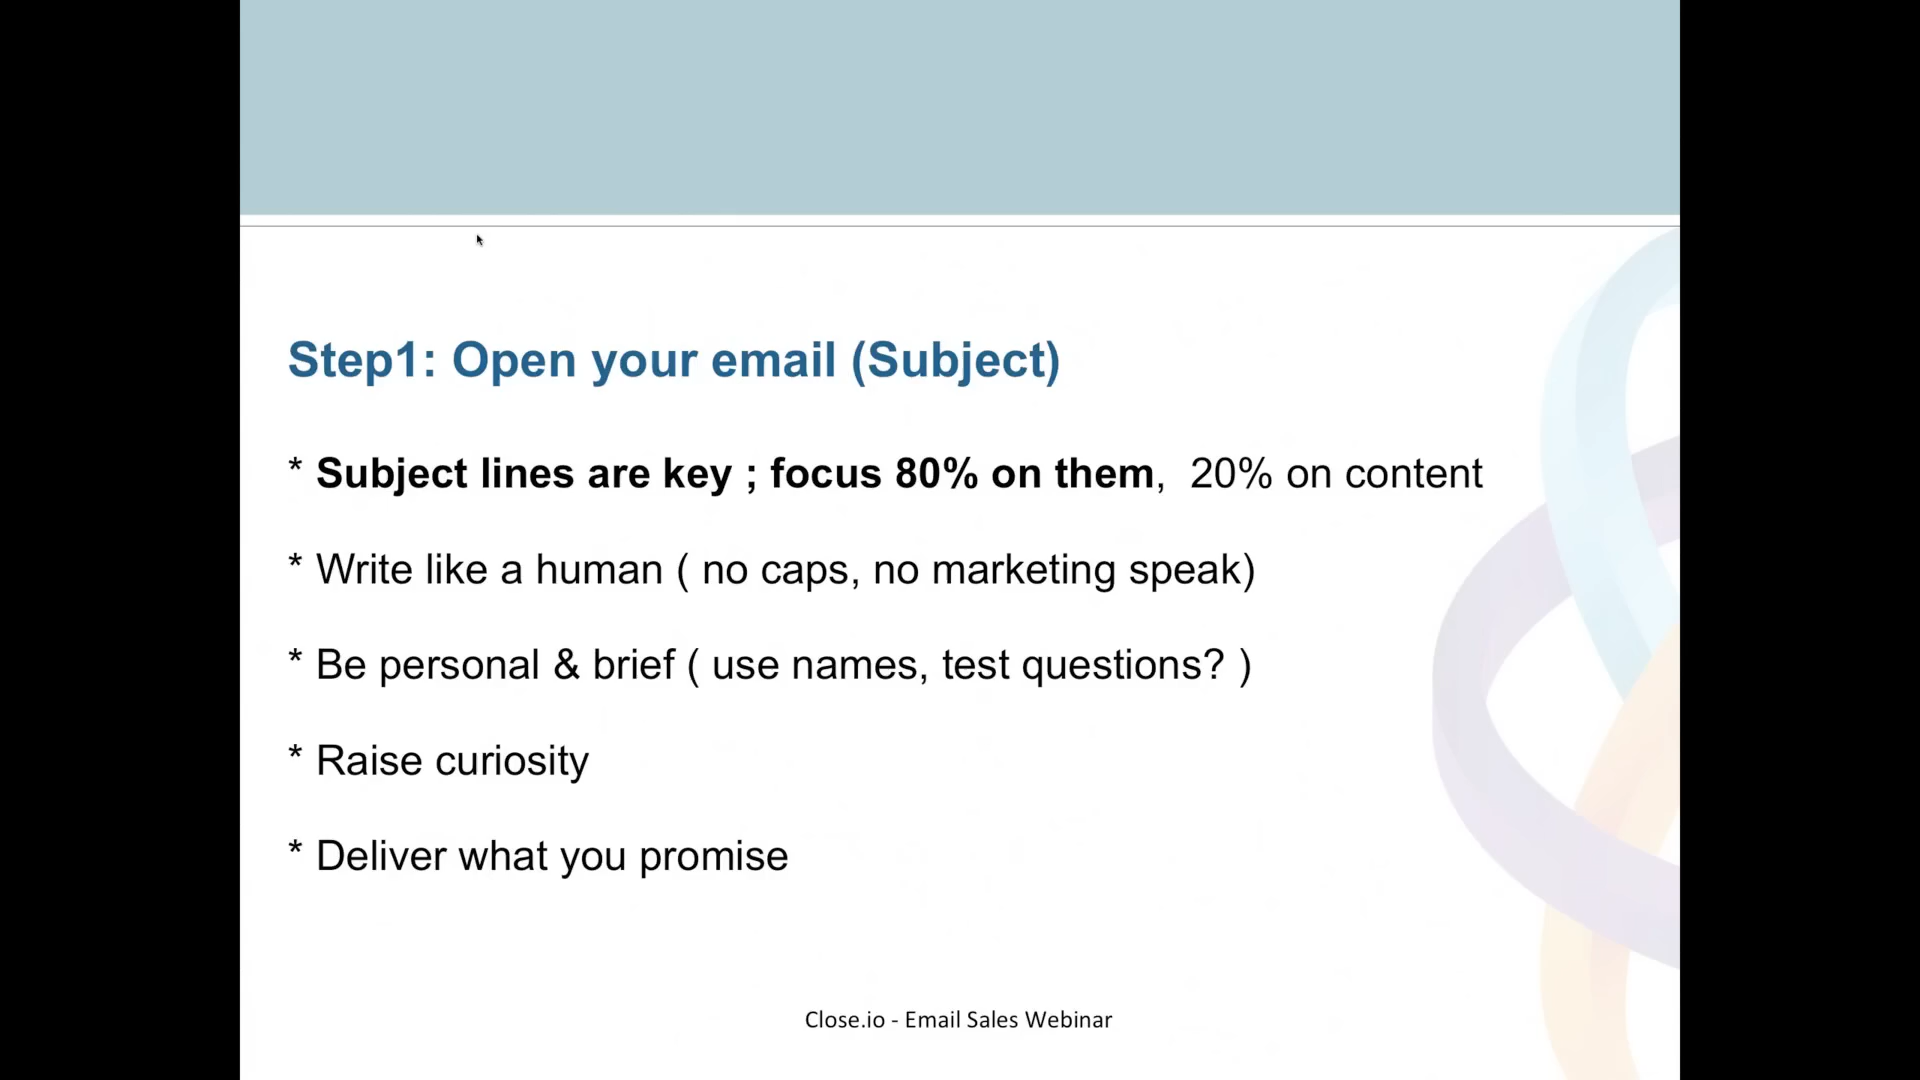 Step1: Open your email (Subject)
* Subject lines are key ; focus 80% on them, 20% on content
* Write like a human ( no caps, no marketing speak)
* Be personal & brief ( use names, test questions? )
* Raise curiosity
* Deliver what you promise
Close.io - Email Sales Webinar